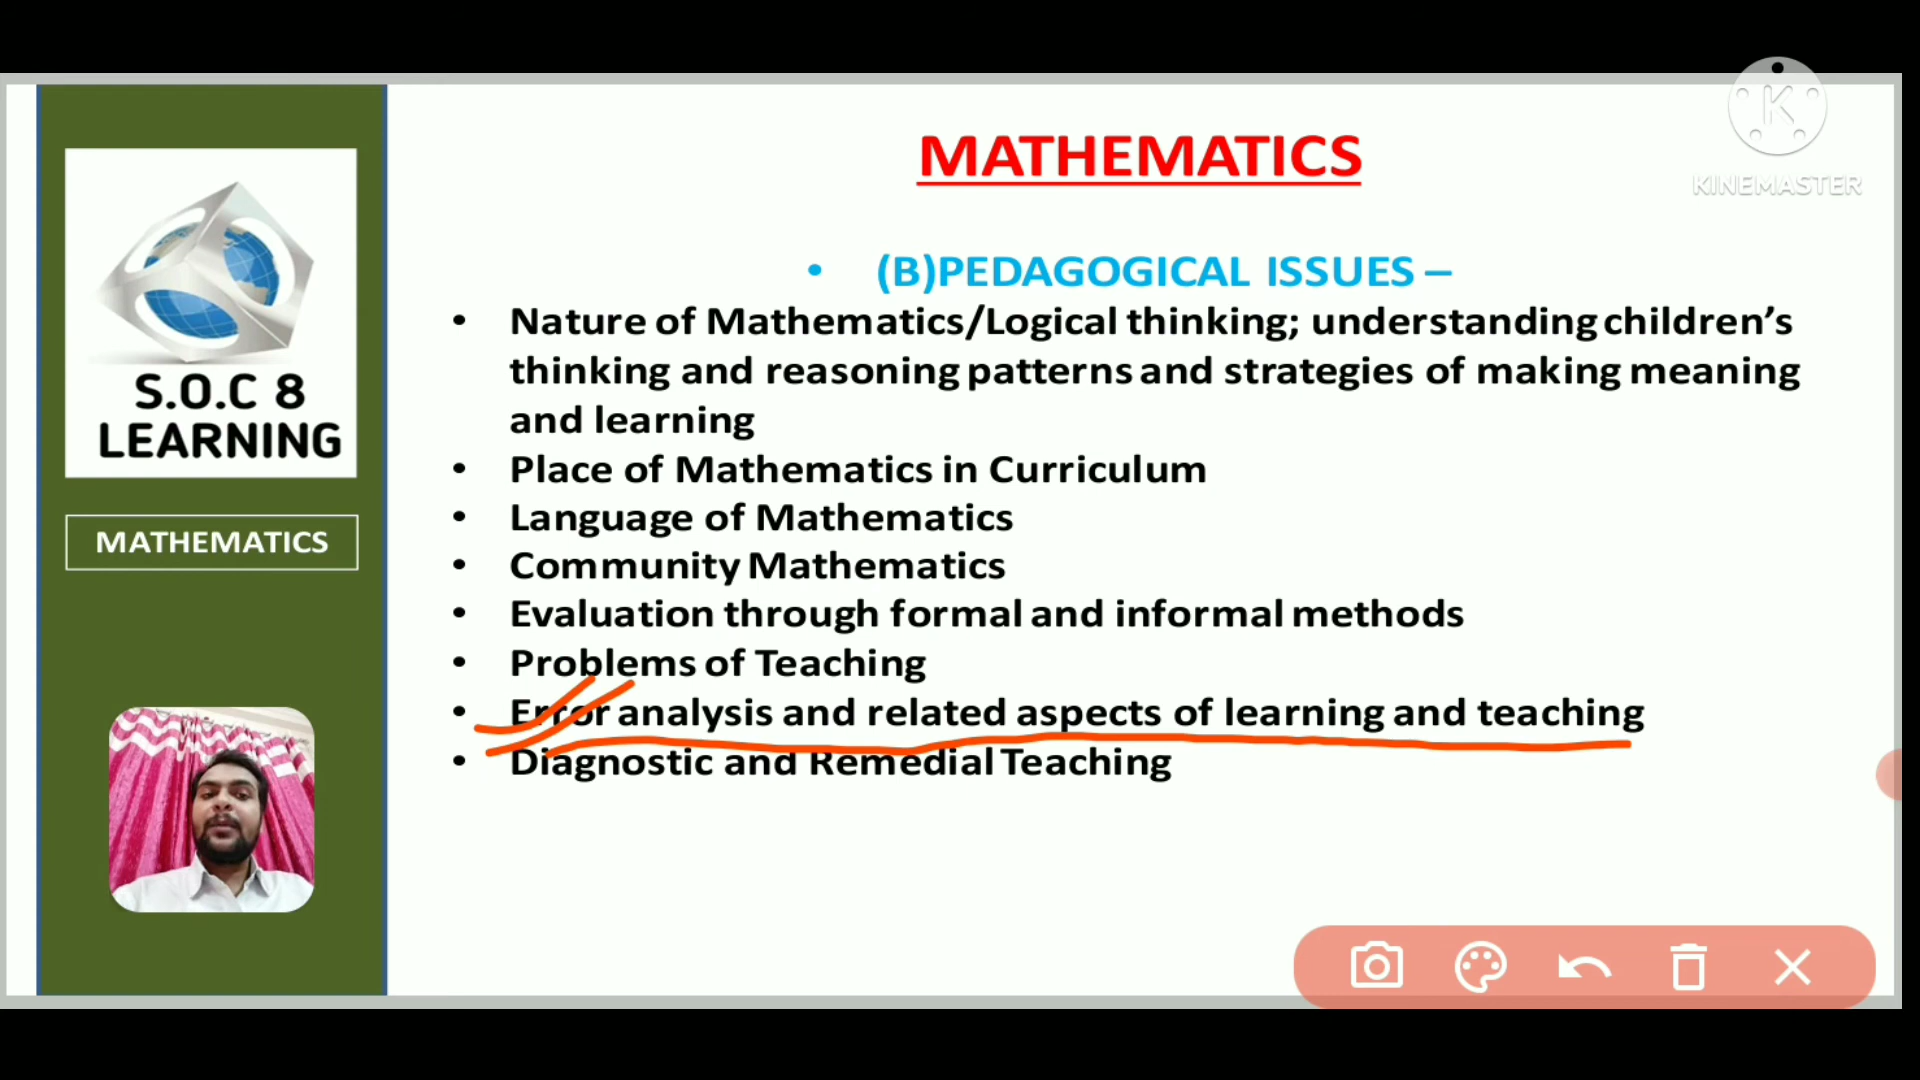 S.O.C 8
LEARNING
MATHEMATICS
MATHEMATICS
KINEMASTER
• (B)PEDAGOGICAL ISSUES –
• Nature of Mathematics/Logical thinking; understanding children’s
thinking and reasoning patterns and strategies of making meaning
and learning
• Place of Mathematics in Curriculum
• Language of Mathematics
• Community Mathematics
• Evaluation through formal and informal methods
• Problems of Teaching
• Error analysis and related aspects of learning and teaching
• Diagnostic and Remedial Teaching